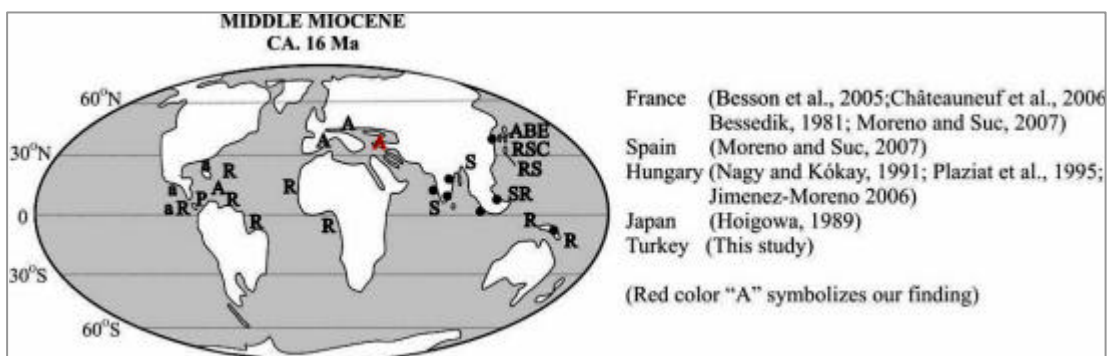 MIDDLE MIOCENE
CA. 16 Ma
60°N
30°N
0
30°S
60°S
A
A
A
ABE
RSC
RS
S
S
SR
R
R
R
R
a
R
a
A
P
R
a R
R
France (Besson et al., 2005;Châteauneuf et al., 2006
Bessedik, 1981; Moreno and Suc, 2007)
Spain (Moreno and Suc, 2007)
Hungary (Nagy and Kókay, 1991; Plaziat et al., 1995;
Jimenez-Moreno 2006)
Japan (Hoigowa, 1989)
Turkey (This study)
(Red color “A” symbolizes our finding)